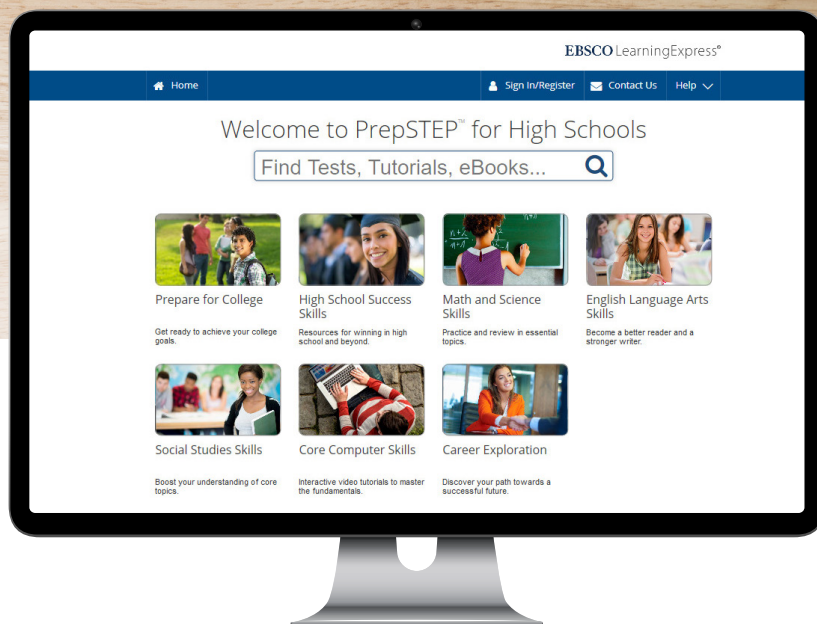 EBSCO LearningExpress®
Home
Sign In/Register
Contact Us
Help
Welcome to PrepSTEP™ for High Schools
Find Tests, Tutorials, eBooks...
Prepare for College
Get ready to achieve your college
goals.
High School Success
Skills
Resources for winning in high
school and beyond.
Math and Science
Skills
Practice and review in essential
topics.
English Language Arts
Skills
Become a better reader and a
stronger writer.
Social Studies Skills
Boost your understanding of core
topics.
Core Computer Skills
Interactive video tutorials to master
the fundamentals.
Career Exploration
Discover your path towards a
successful future.